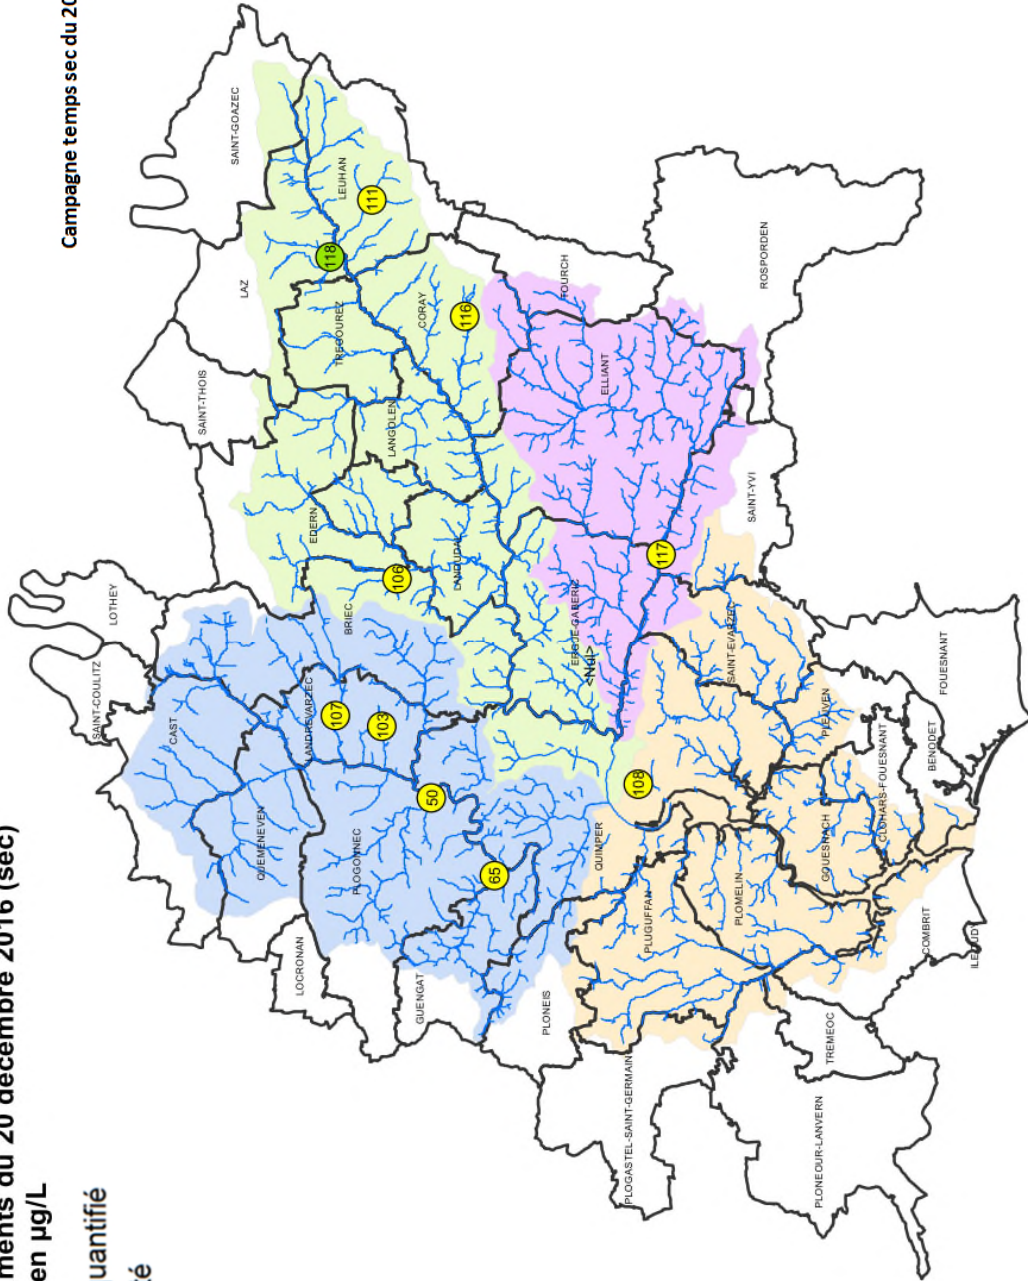 ments du 20 décembre 2016 (sec)
en µg/L
uantifié
é
Campagne temps sec du 20
SAINT-GOAZEC
LEUHAN
111
118
LAZ
TREGOUREZ
CORAY
116
SAINT-THOIS
LANGOLEN
TOURCH
ROSPORDEN
ELLIANT
EDERN
LANDUDAL
106
BRIEC
SAINT-YVI
117
ERGUE-GABERIC
<Nul>
LOTHEY
SAINT-COULITZ
CAST
LANDREVARZEC
107
103
50
65
108
QUEMENEVEN
PLOGONNEC
QUIMPER
SAINT-EVARZEC
PLEUVEN
FOUESNANT
BENODET
CLOHARS-FOUESNANT
GOUESNACH
PLOMELIN
PLUGUFFAN
LOCRONAN
GUENGAT
PLONEIS
COMBRIT
TREMEOC
PLOGASTEL-SAINT-GERMAIN
PLONEOUR-LANVERN